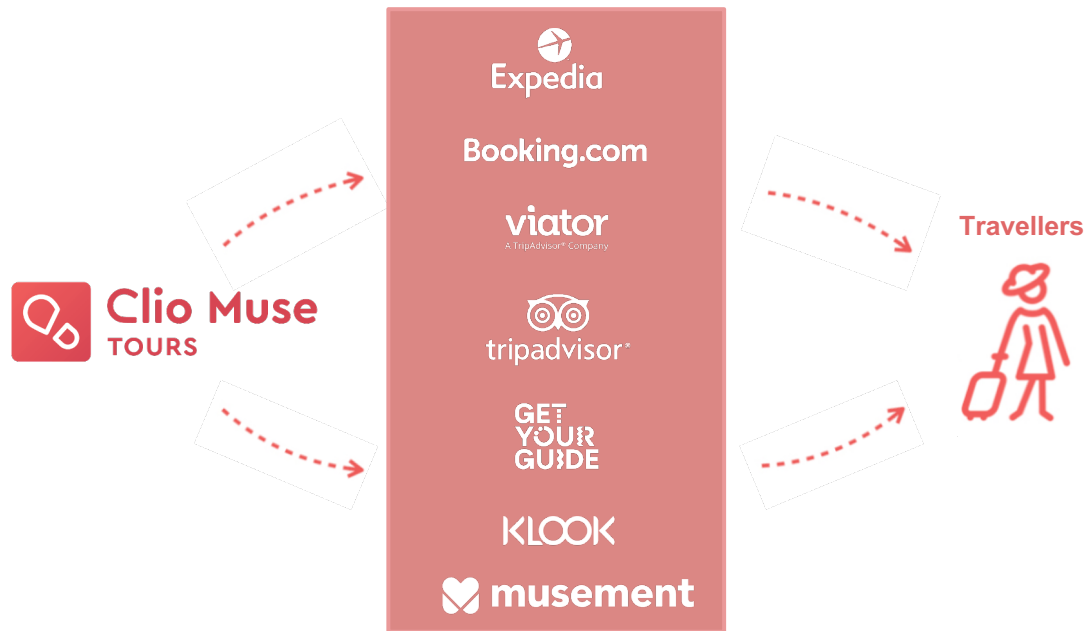 Expedia
Booking.com
viator
A TripAdvisor® Company
Travellers
Clio Muse
TOURS
tripadvisor®
GET
YOUR
GUIDE
KLOOK
musement